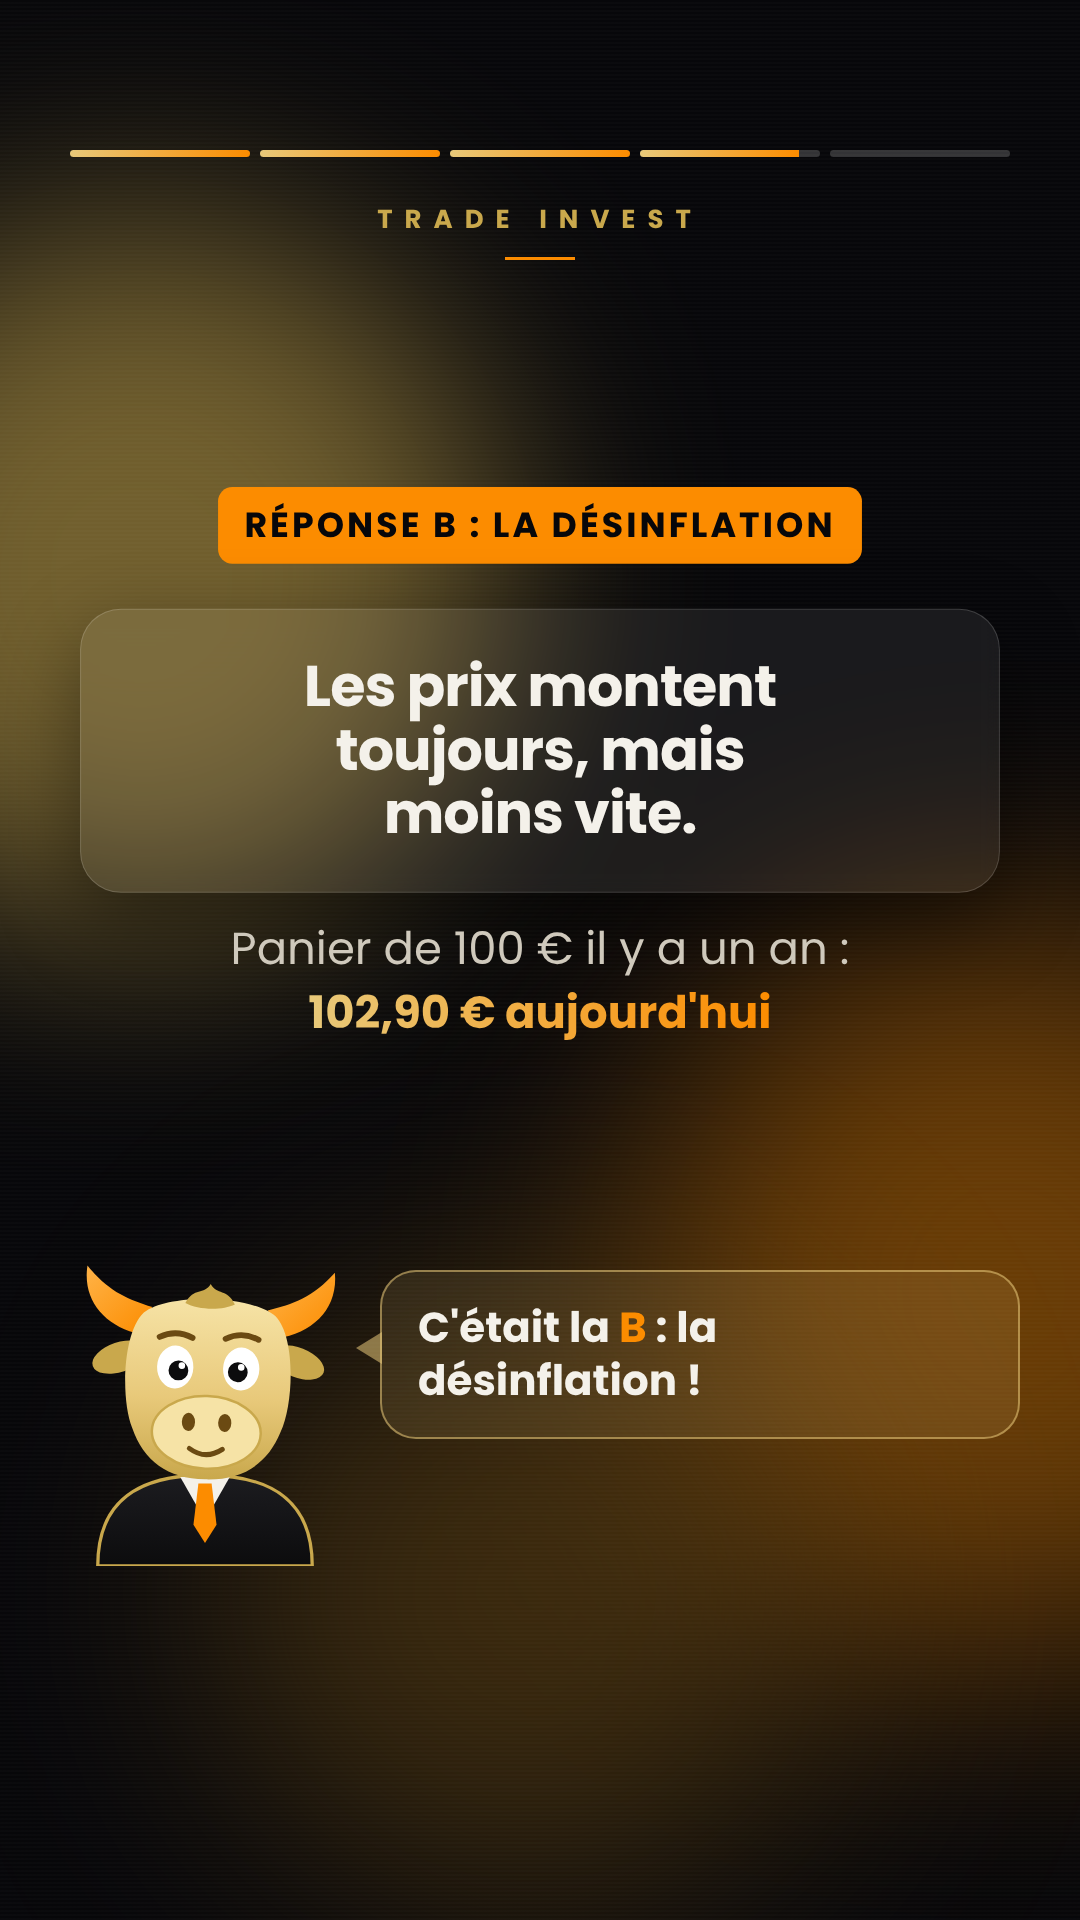 TRADE INVEST
RÉPONSE B : LA DÉSINFLATION
Les prix montent
toujours, mais
moins vite.
Panier de 100 € il y a un an :
102,90 € aujourd'hui
C'était la B : la
désinflation !